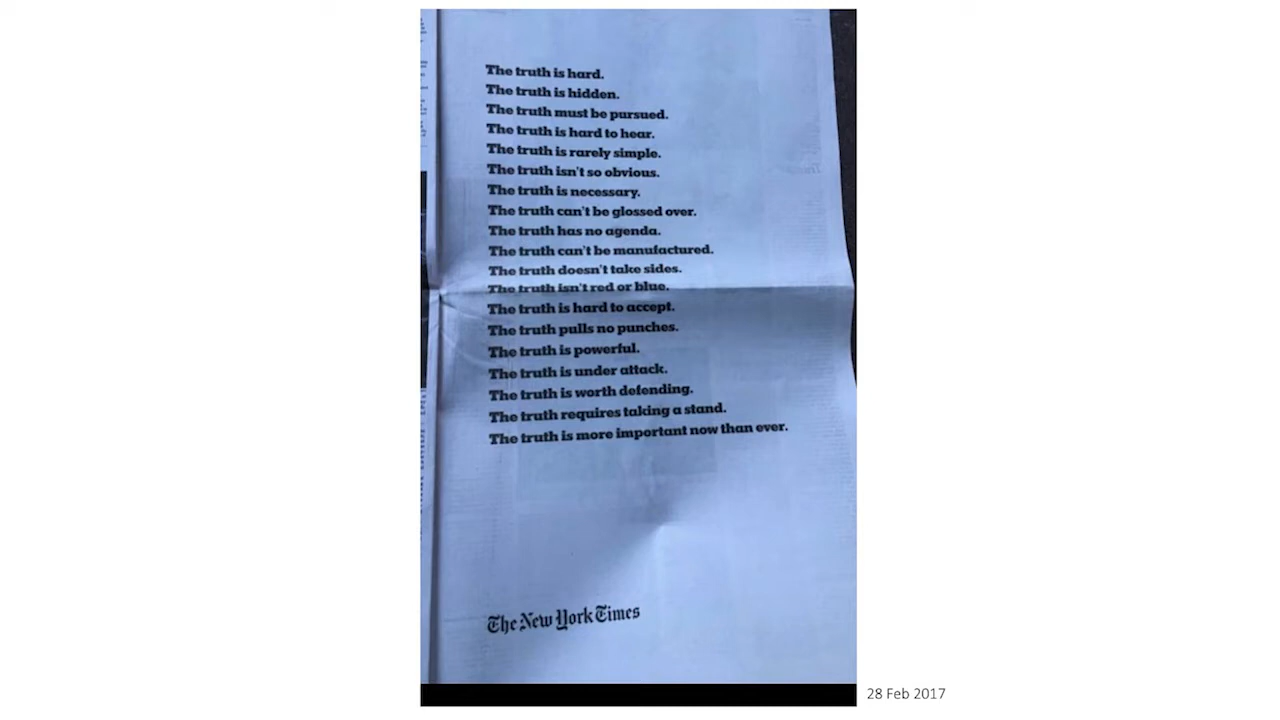 The truth is hard.
The truth is hidden.
The truth must be pursued.
The truth is hard to hear.
The truth is rarely simple.
The truth isn't so obvious.
The truth is necessary.
The truth can't be glossed over.
The truth has no agenda.
The truth can't be manufactured.
The truth doesn't take sides.
The truth isn't red or blue.
The truth is hard to accept.
The truth pulls no punches.
The truth is powerful.
The truth is under attack.
The truth is worth defending.
The truth requires taking a stand.
The truth is more important now than ever.
The New York Times
28 Feb 2017